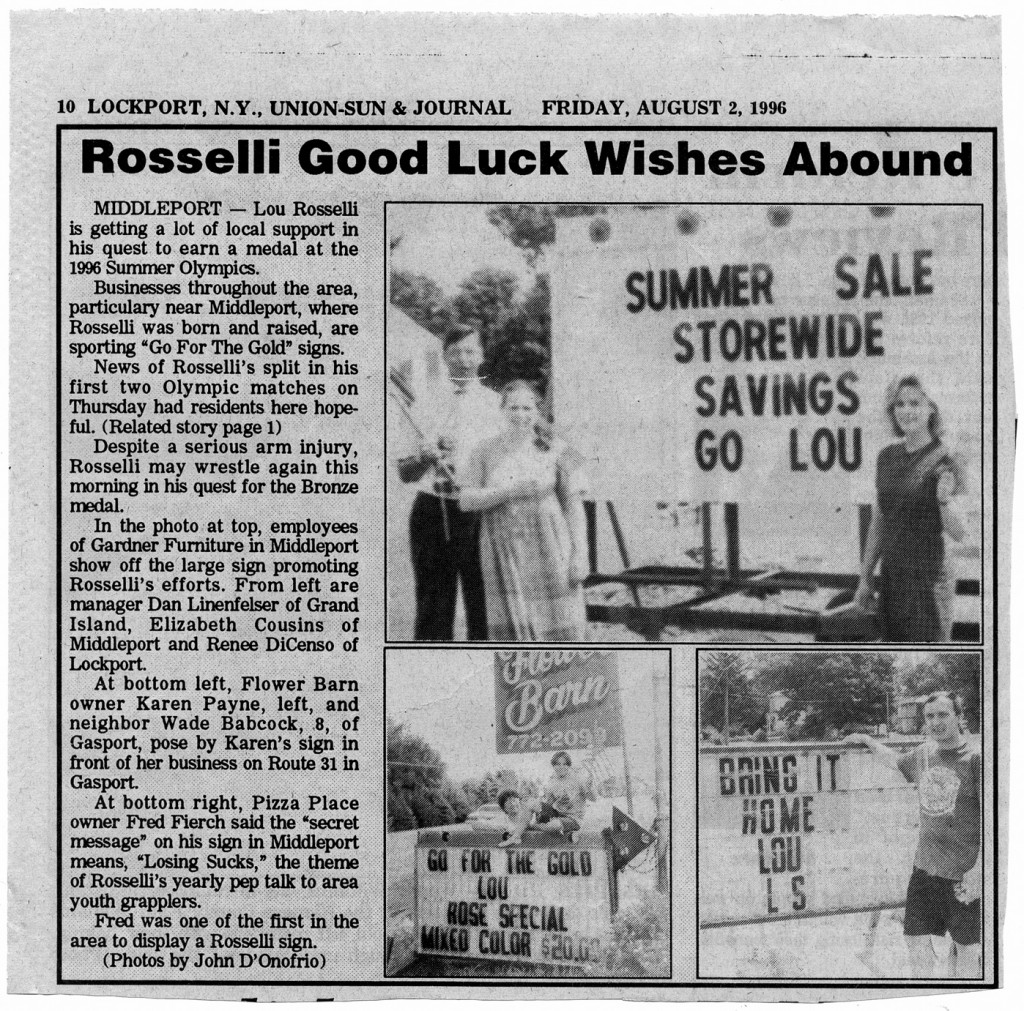 10 LOCKPORT, N.Y., UNION-SUN & JOURNAL FRIDAY, AUGUST 2, 1996
Rosselli Good Luck Wishes Abound
MIDDLEPORT — Lou Rosselli
is getting a lot of local support in
his quest to earn a medal at the
1996 Summer Olympics.
Businesses throughout the area,
particulary near Middleport, where
Rosselli was born and raised, are
sporting “Go For The Gold” signs.
News of Rosselli’s split in his
first two Olympic matches on
Thursday had residents here hope-
ful. (Related story page 1)
Despite a serious arm injury,
Rosselli may wrestle again this
morning in his quest for the Bronze
medal.
In the photo at top, employees
of Gardner Furniture in Middleport
show off the large sign promoting
Rosselli’s efforts. From left are
manager Dan Linenfelser of Grand
Island, Elizabeth Cousins of
Middleport and Renee DiCenso of
Lockport.
At bottom left, Flower Barn
owner Karen Payne, left, and
neighbor Wade Babcock, 8, of
Gasport, pose by Karen’s sign in
front of her business on Route 31 in
Gasport.
At bottom right, Pizza Place
owner Fred Fierch said the “secret
message” on his sign in Middleport
means, “Losing Sucks,” the theme
of Rosselli’s yearly pep talk to area
youth grapplers.
Fred was one of the first in the
area to display a Rosselli sign.
(Photos by John D’Onofrio)
SUMMER SALE
STOREWIDE
SAVINGS
GO LOU
Barn
GO FOR THE GOLD
LOU
ROSE SPECIAL
MIXED COLOR
BRING IT
HOME
LOU
L S